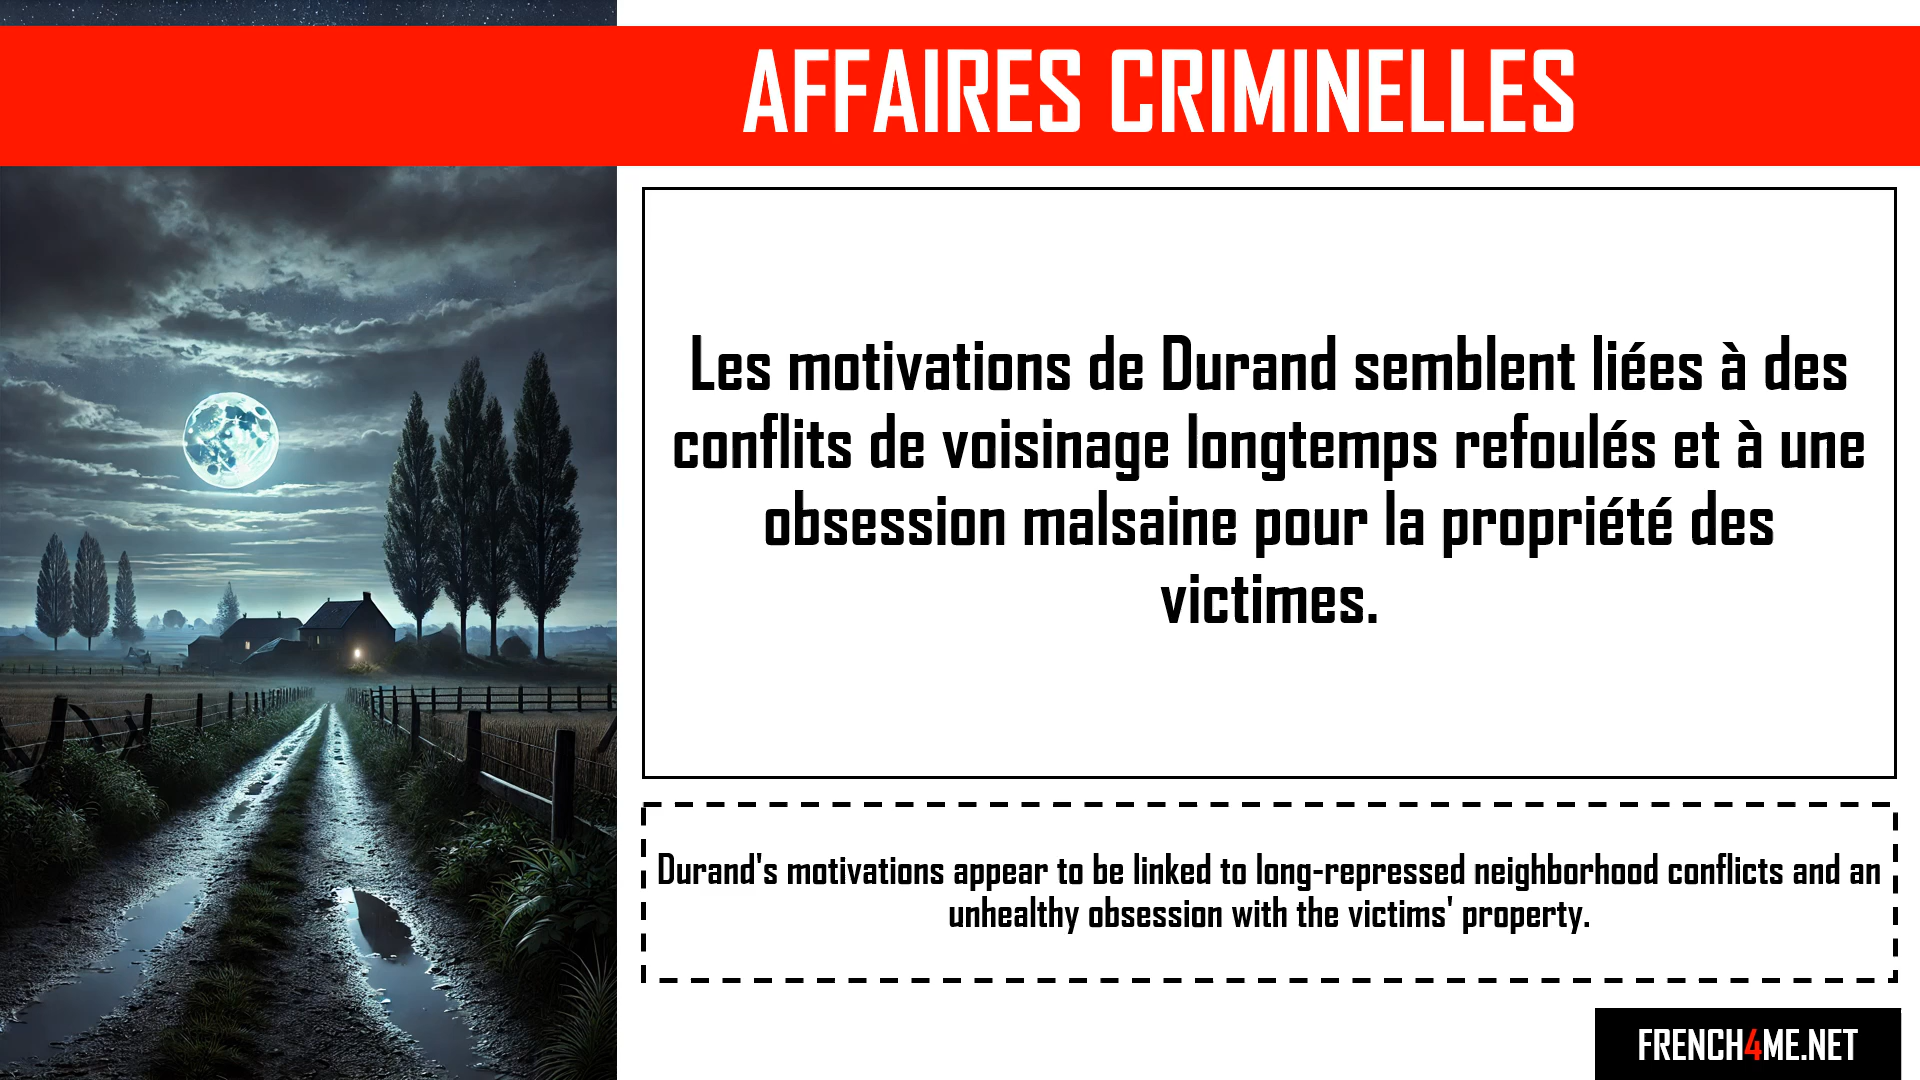 AFFAIRES CRIMINELLES
Les motivations de Durand semblent liées à des
conflits de voisinage longtemps refoulés et à une
obsession malsaine pour la propriété des
victimes.
Durand's motivations appear to be linked to long-repressed neighborhood conflicts and an
unhealthy obsession with the victims' property.
FRENCH4ME.NET